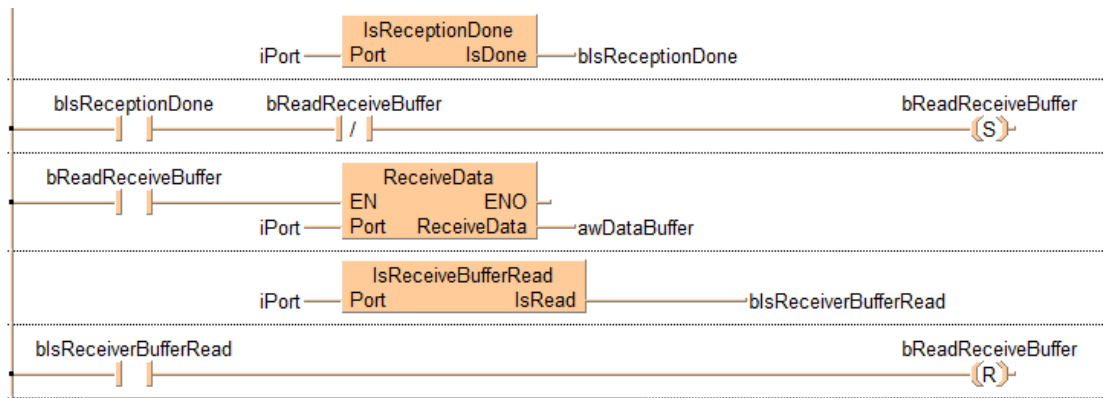 IsReceptionDone
iPort Port IsDone bIsReceptionDone
bIsReceptionDone bReadReceiveBuffer bReadReceiveBuffer
/ S
bReadReceiveBuffer ReceiveData
EN ENO
iPort Port ReceiveData awDataBuffer
IsReceiveBufferRead
iPort Port IsRead bIsReceiverBufferRead
bIsReceiverBufferRead bReadReceiveBuffer
R